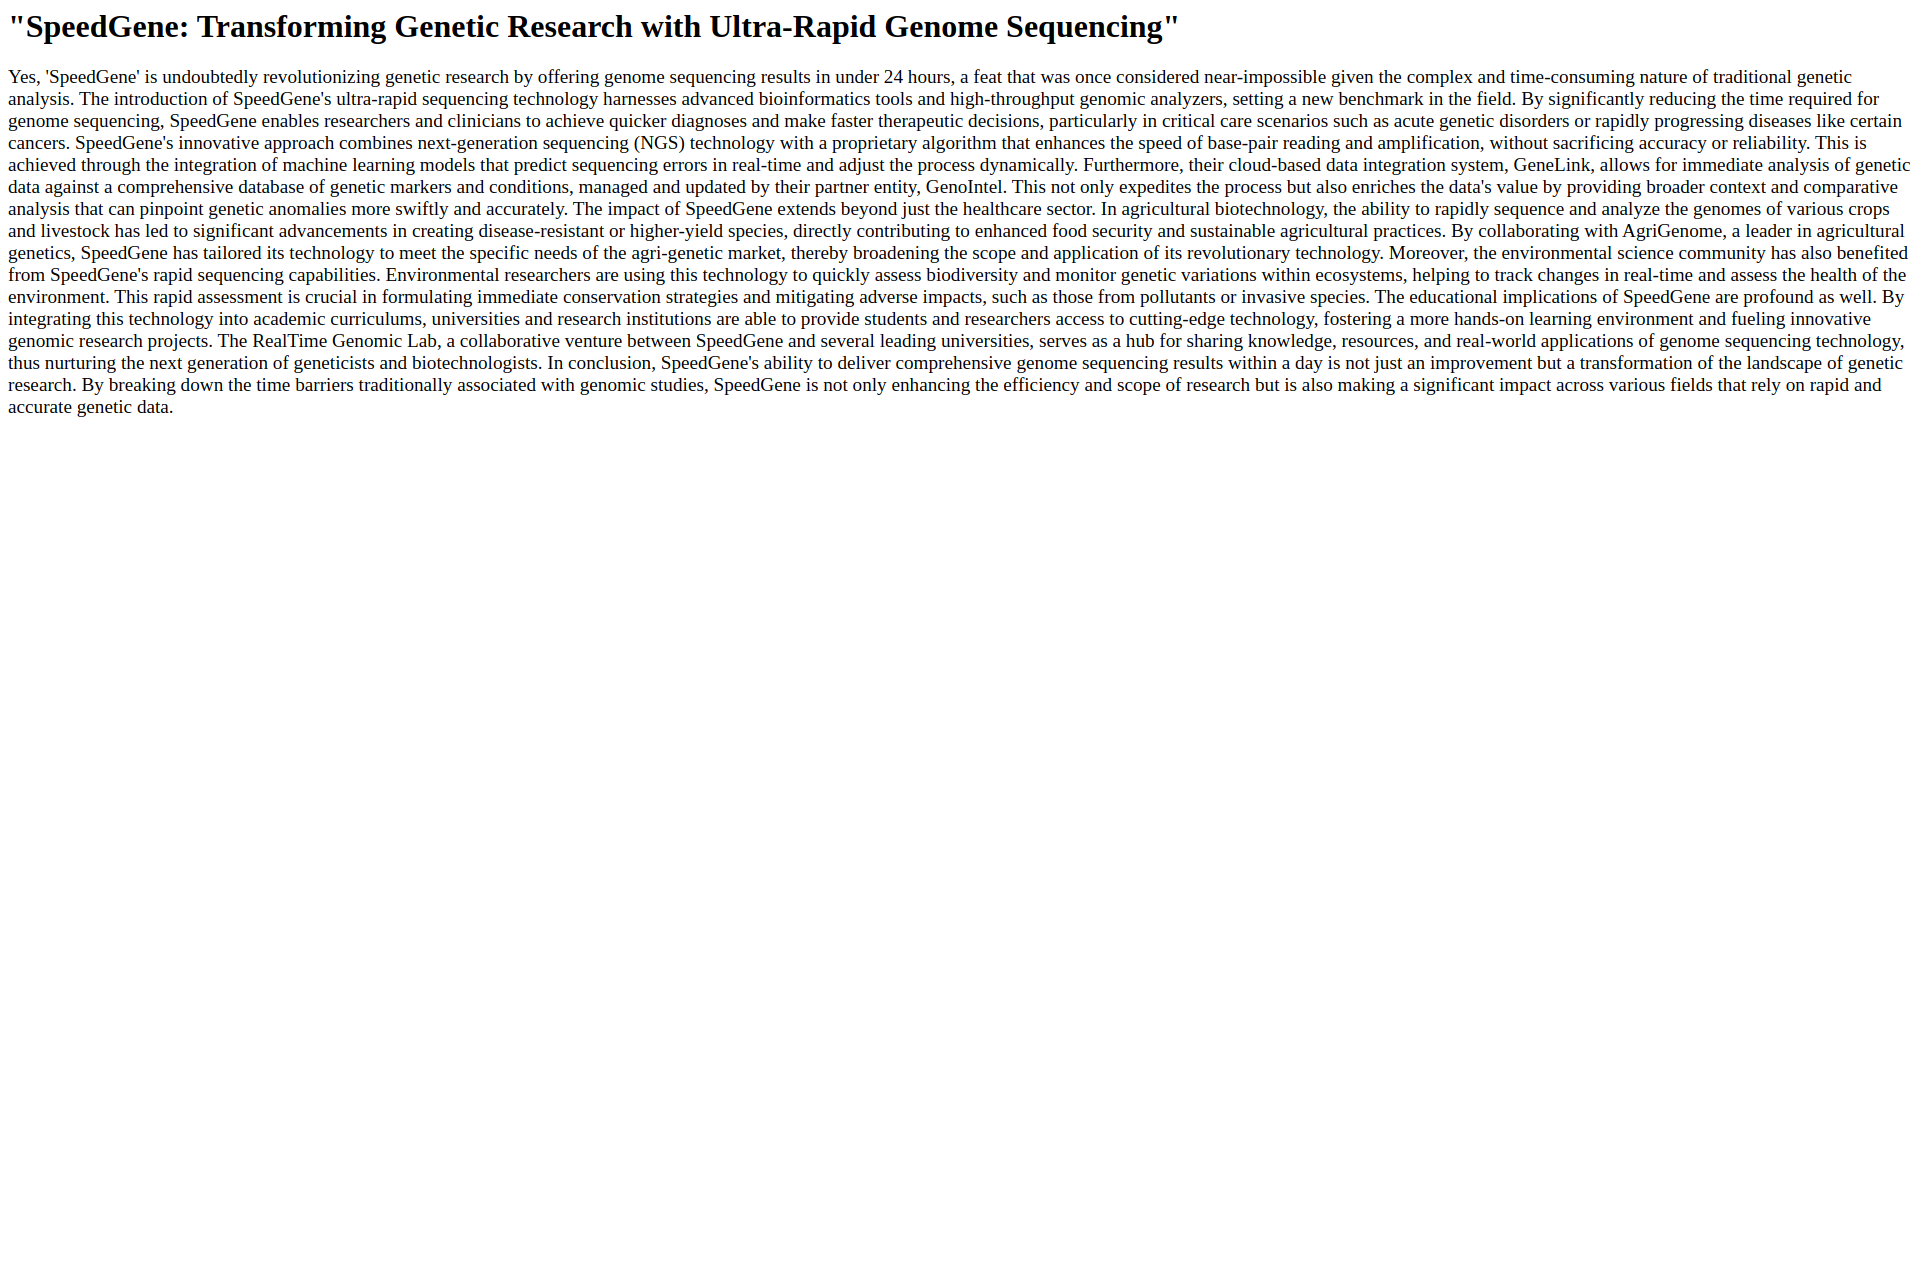 "SpeedGene: Transforming Genetic Research with Ultra-Rapid Genome Sequencing"
Yes, 'SpeedGene' is undoubtedly revolutionizing genetic research by offering genome sequencing results in under 24 hours, a feat that was once considered near-impossible given the complex and time-consuming nature of traditional genetic
analysis. The introduction of SpeedGene's ultra-rapid sequencing technology harnesses advanced bioinformatics tools and high-throughput genomic analyzers, setting a new benchmark in the field. By significantly reducing the time required for
genome sequencing, SpeedGene enables researchers and clinicians to achieve quicker diagnoses and make faster therapeutic decisions, particularly in critical care scenarios such as acute genetic disorders or rapidly progressing diseases like certain
cancers. SpeedGene's innovative approach combines next-generation sequencing (NGS) technology with a proprietary algorithm that enhances the speed of base-pair reading and amplification, without sacrificing accuracy or reliability. This is
achieved through the integration of machine learning models that predict sequencing errors in real-time and adjust the process dynamically. Furthermore, their cloud-based data integration system, GeneLink, allows for immediate analysis of genetic
data against a comprehensive database of genetic markers and conditions, managed and updated by their partner entity, GenoIntel. This not only expedites the process but also enriches the data's value by providing broader context and comparative
analysis that can pinpoint genetic anomalies more swiftly and accurately. The impact of SpeedGene extends beyond just the healthcare sector. In agricultural biotechnology, the ability to rapidly sequence and analyze the genomes of various crops
and livestock has led to significant advancements in creating disease-resistant or higher-yield species, directly contributing to enhanced food security and sustainable agricultural practices. By collaborating with AgriGenome, a leader in agricultural
genetics, SpeedGene has tailored its technology to meet the specific needs of the agri-genetic market, thereby broadening the scope and application of its revolutionary technology. Moreover, the environmental science community has also benefited
from SpeedGene's rapid sequencing capabilities. Environmental researchers are using this technology to quickly assess biodiversity and monitor genetic variations within ecosystems, helping to track changes in real-time and assess the health of the
environment. This rapid assessment is crucial in formulating immediate conservation strategies and mitigating adverse impacts, such as those from pollutants or invasive species. The educational implications of SpeedGene are profound as well. By
integrating this technology into academic curriculums, universities and research institutions are able to provide students and researchers access to cutting-edge technology, fostering a more hands-on learning environment and fueling innovative
genomic research projects. The RealTime Genomic Lab, a collaborative venture between SpeedGene and several leading universities, serves as a hub for sharing knowledge, resources, and real-world applications of genome sequencing technology,
thus nurturing the next generation of geneticists and biotechnologists. In conclusion, SpeedGene's ability to deliver comprehensive genome sequencing results within a day is not just an improvement but a transformation of the landscape of genetic
research. By breaking down the time barriers traditionally associated with genomic studies, SpeedGene is not only enhancing the efficiency and scope of research but is also making a significant impact across various fields that rely on rapid and
accurate genetic data.